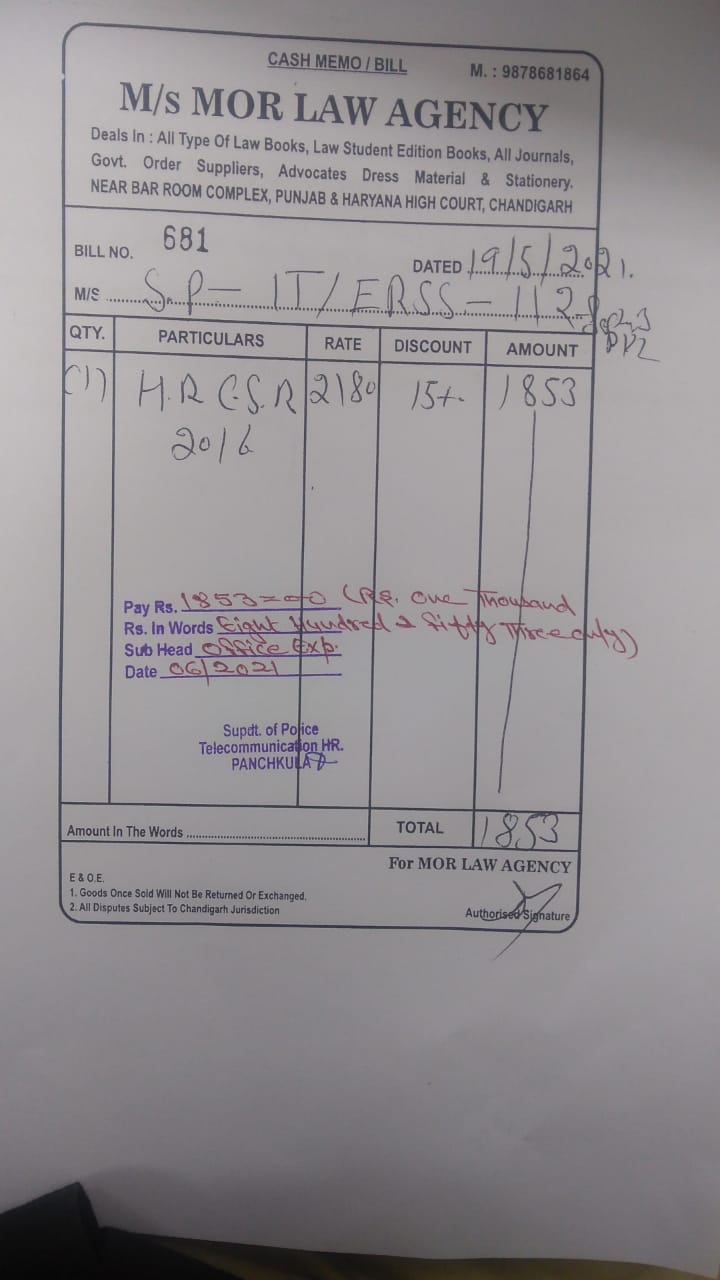 CASH MEMO / BILL
M. : 9878681864
M/s MOR LAW AGENCY
Deals In : All Type Of Law Books, Law Student Edition Books, All Journals,
Govt. Order Suppliers, Advocates Dress Material & Stationery.
NEAR BAR ROOM COMPLEX, PUNJAB & HARYANA HIGH COURT, CHANDIGARH
BILL NO. 681
DATED 19/5/2021.
M/S SP- IT/ERSS-112
QTY. PARTICULARS RATE DISCOUNT AMOUNT
(1) H.R C.S.R 2180 15%. 1853
2016
Pay Rs. 1853=00 (Rs. One Thousand
Rs. In Words Eight Hundred & fifty Three only)
Sub Head Office Exp.
Date 06/2021
Supdt. of Police
Telecommunication HR.
PANCHKULA
Amount In The Words TOTAL 1853
For MOR LAW AGENCY
E & O.E.
1. Goods Once Sold Will Not Be Returned Or Exchanged.
2. All Disputes Subject To Chandigarh Jurisdiction
Authorised Signature